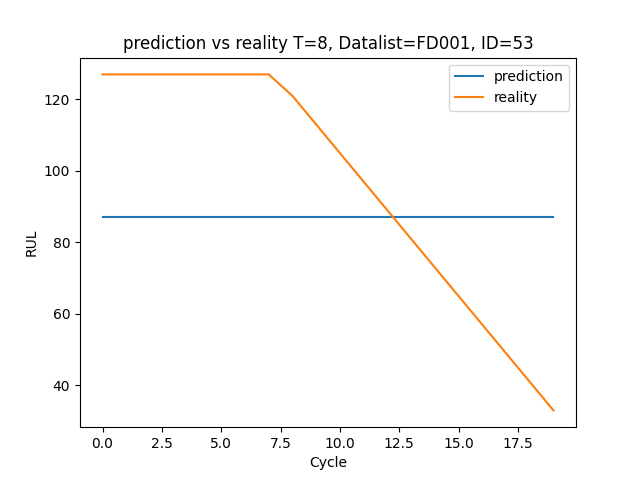 prediction vs reality T=8, Datalist=FD001, ID=53
prediction
reality
RUL
120
100
80
60
40
0.0 2.5 5.0 7.5 10.0 12.5 15.0 17.5
Cycle